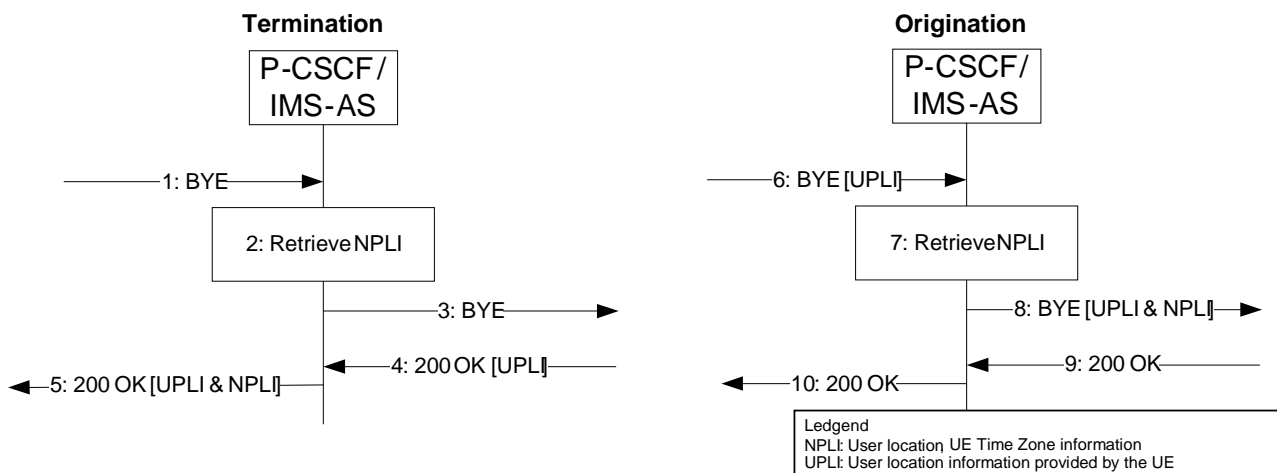 Termination
P-CSCF/
IMS-AS
1: BYE
2: Retrieve NPLI
3: BYE
4: 200 OK [UPLI]
5: 200 OK [UPLI & NPLI]
Origination
P-CSCF/
IMS-AS
6: BYE [UPLI]
7: Retrieve NPLI
8: BYE [UPLI & NPLI]
9: 200 OK
10: 200 OK
Ledgend
NPLI: User location, UE Time Zone information
UPLI: User location information provided by the UE